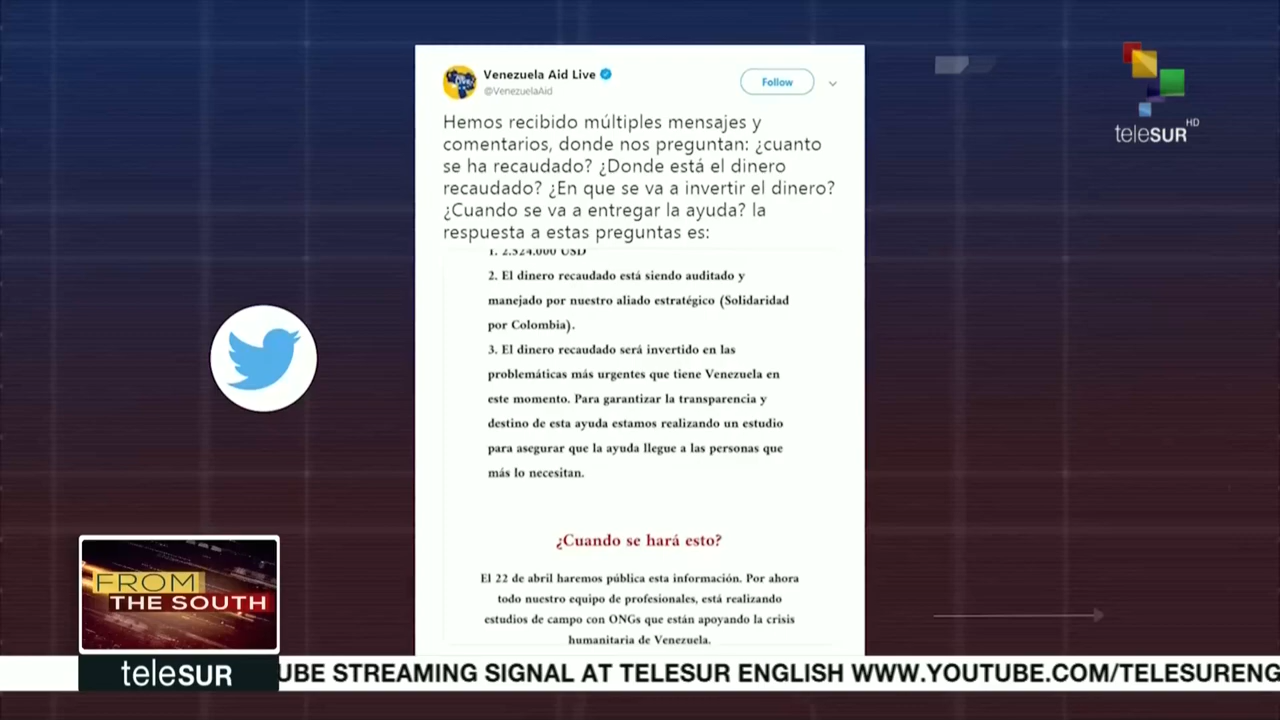 Venezuela Aid Live
@VenezuelaAid
Follow
Hemos recibido múltiples mensajes y
comentarios, donde nos preguntan: ¿cuanto
se ha recaudado? ¿Donde está el dinero
recaudado? ¿En que se va a invertir el dinero?
¿Cuando se va a entregar la ayuda? la
respuesta a estas preguntas es:
1. 2.324.000 USD
2. El dinero recaudado está siendo auditado y
manejado por nuestro aliado estratégico (Solidaridad
por Colombia).
3. El dinero recaudado será invertido en las
problemáticas más urgentes que tiene Venezuela en
este momento. Para garantizar la transparencia y
destino de esta ayuda estamos realizando un estudio
para asegurar que la ayuda llegue a las personas que
más lo necesitan.
¿Cuando se hará esto?
El 22 de abril haremos pública esta información. Por ahora
todo nuestro equipo de profesionales, está realizando
estudios de campo con ONGs que están apoyando la crisis
humanitaria de Venezuela.
teleSUR HD
FROM
THE SOUTH
teleSUR
UBE STREAMING SIGNAL AT TELESUR ENGLISH WWW.YOUTUBE.COM/TELESURENG